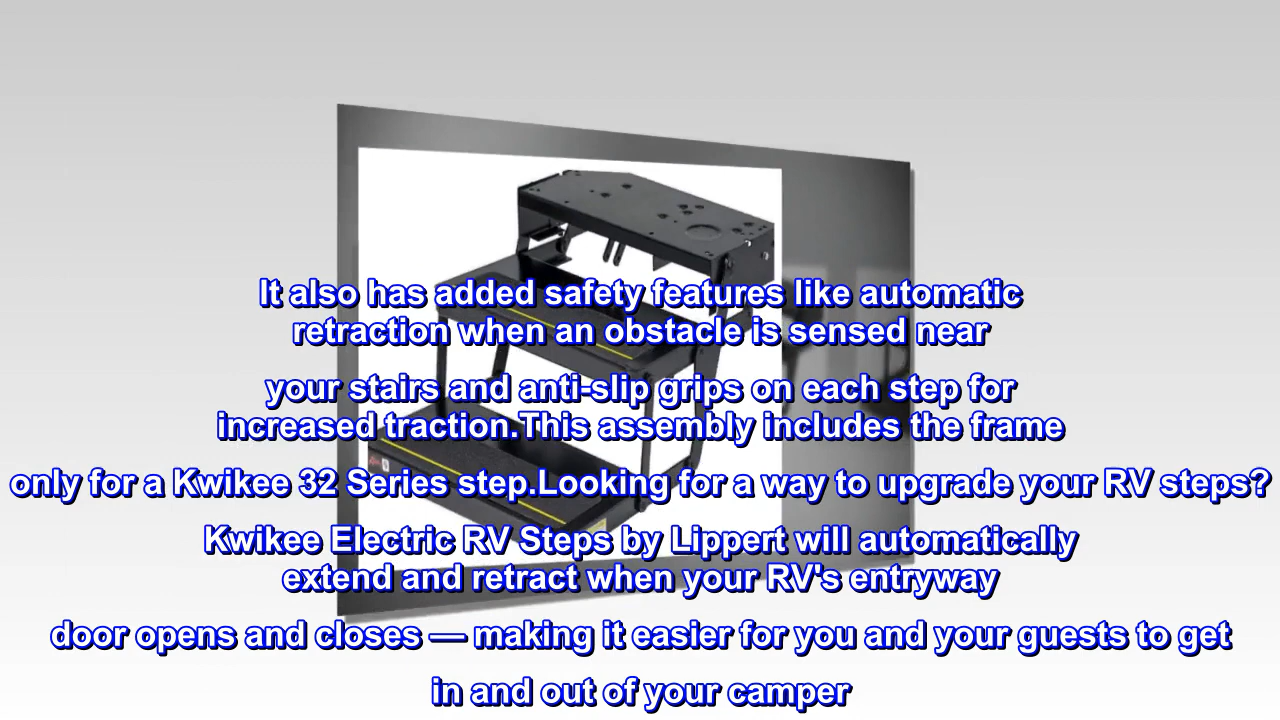 It also has added safety features like automatic
retraction when an obstacle is sensed near
your stairs and anti-slip grips on each step for
increased traction.This assembly includes the frame
only for a Kwikee 32 Series step.Looking for a way to upgrade your RV steps?
Kwikee Electric RV Steps by Lippert will automatically
extend and retract when your RV's entryway
door opens and closes — making it easier for you and your guests to get
in and out of your camper